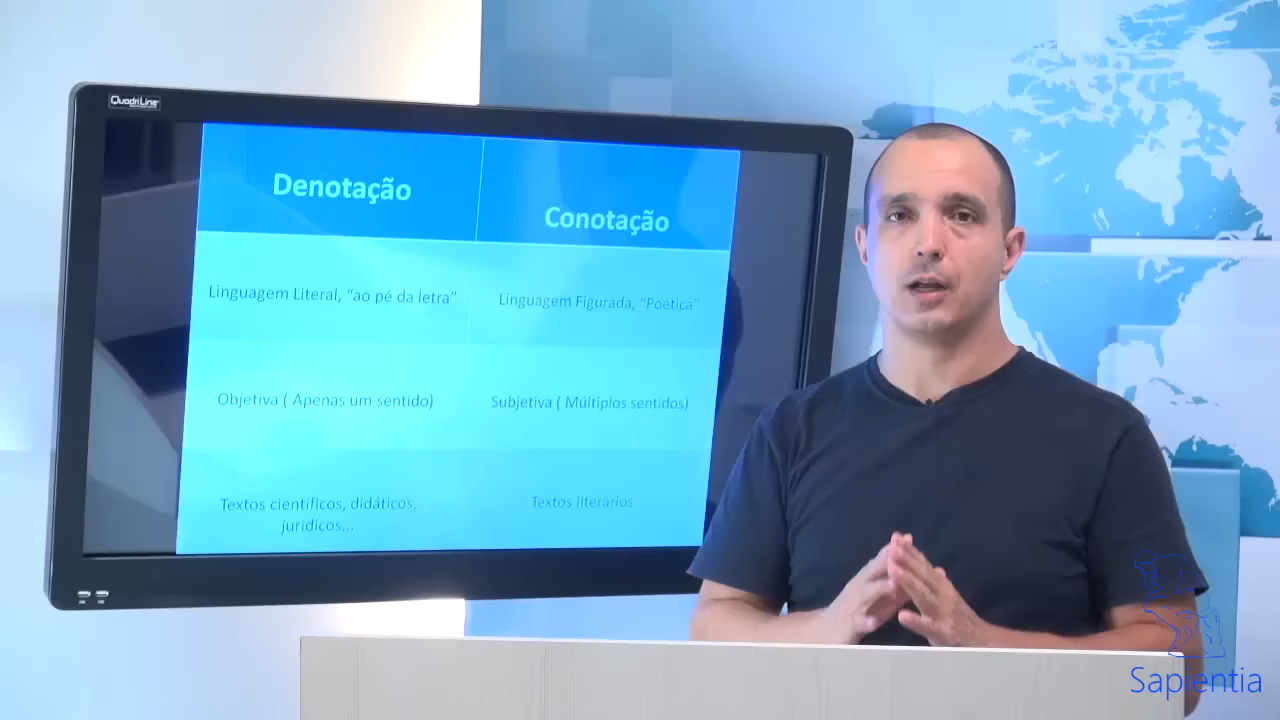 QuadriLine
Denotação
Conotação
Linguagem Literal, “ao pé da letra”
Linguagem Figurada, “Poética”
Objetiva ( Apenas um sentido)
Subjetiva ( Múltiplos sentidos)
Textos científicos, didáticos,
jurídicos...
Textos literários
Sapientia